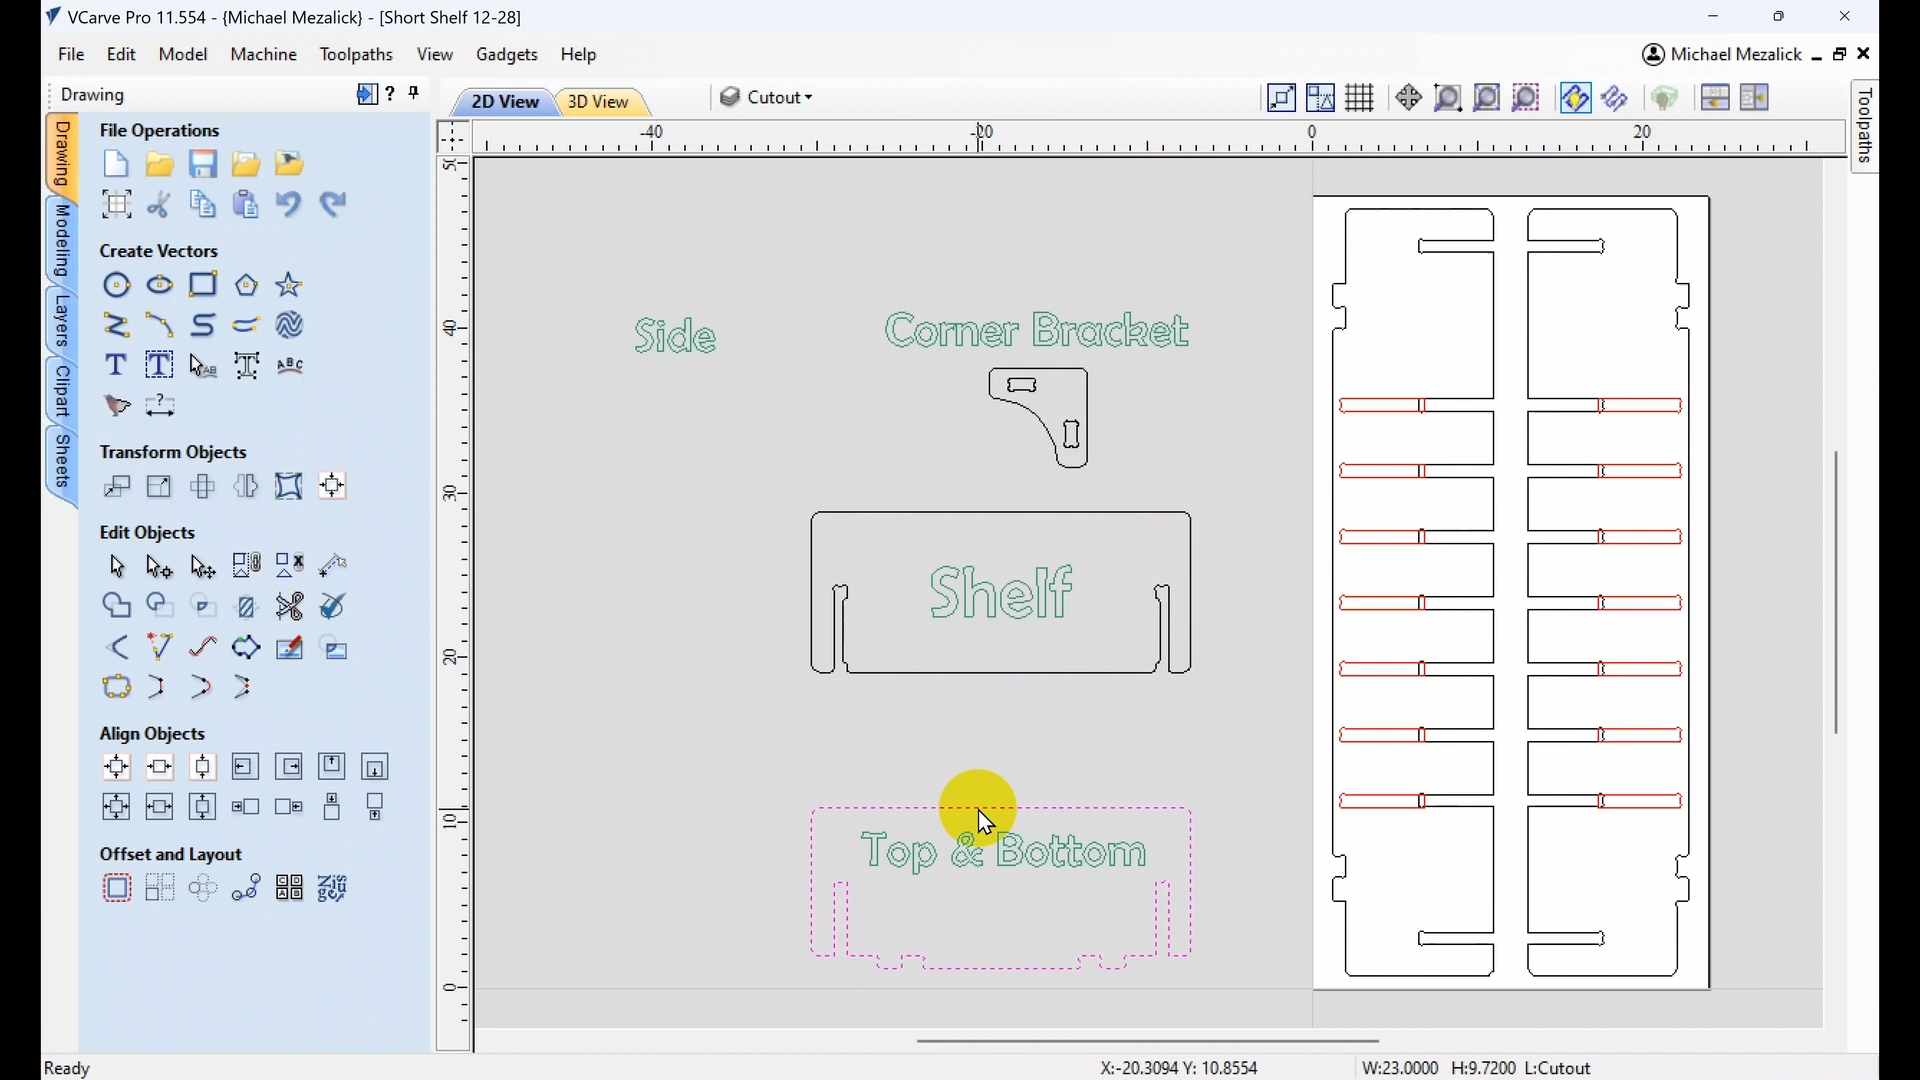 VCarve Pro 11.554 - {Michael Mezalick} - [Short Shelf 12-28]
File Edit Model Machine Toolpaths View Gadgets Help
Michael Mezalick
Drawing
2D View
3D View
Cutout
Toolpaths
Drawing
Modeling
Layers
Clipart
Sheets
File Operations
Create Vectors
Transform Objects
Edit Objects
Align Objects
Offset and Layout
-40
-20
0
20
40
30
20
10
0
Side
Corner Bracket
Shelf
Top & Bottom
Ready
X:-20.3094 Y: 10.8554
W:23.0000 H:9.7200 L:Cutout